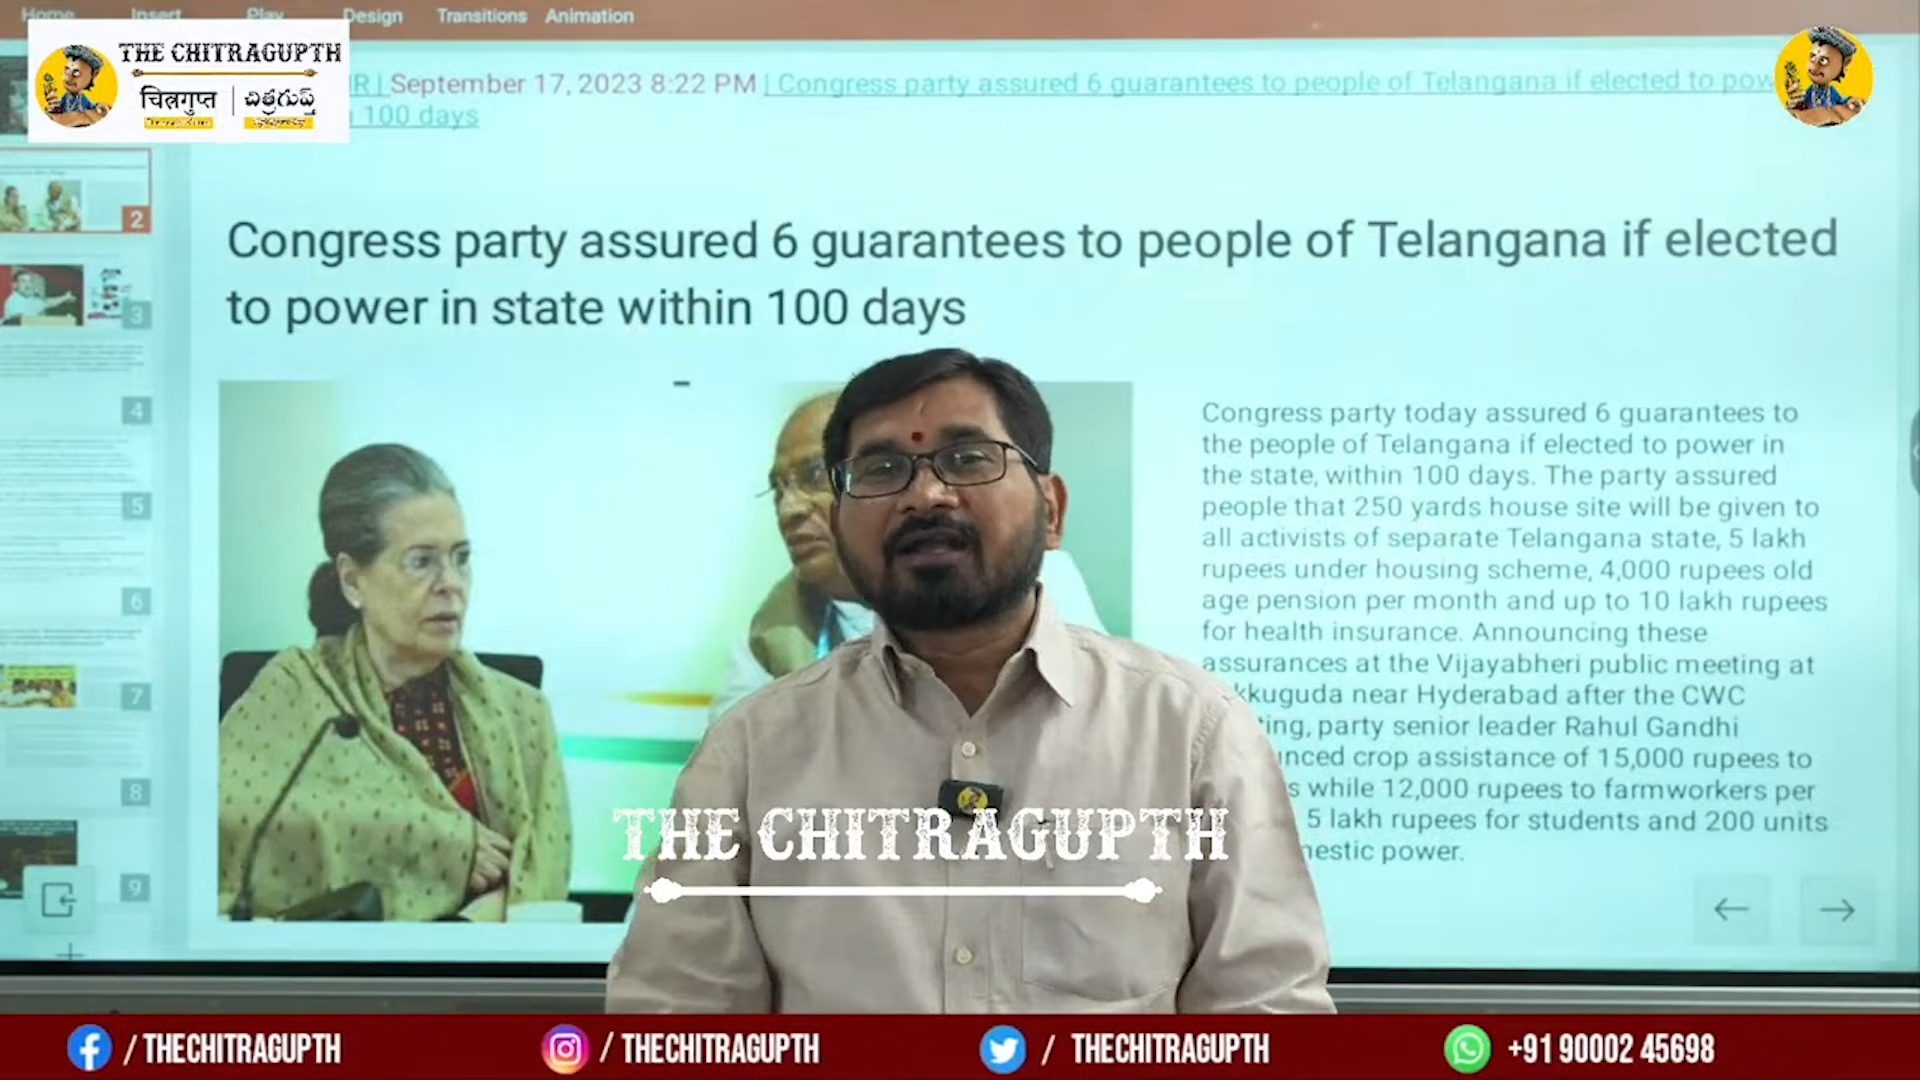 Home Insert Play Design Transitions Animation
THE CHITRAGUPTH
चित्रगुप्त | చిత్రగుప్త్
September 17, 2023 8:22 PM | Congress party assured 6 guarantees to people of Telangana if elected to pow
100 days
Congress party assured 6 guarantees to people of Telangana if elected
to power in state within 100 days
2
3
4
5
6
7
8
9
Congress party today assured 6 guarantees to
the people of Telangana if elected to power in
the state, within 100 days. The party assured
people that 250 yards house site will be given to
all activists of separate Telangana state, 5 lakh
rupees under housing scheme, 4,000 rupees old
age pension per month and up to 10 lakh rupees
for health insurance. Announcing these
assurances at the Vijayabheri public meeting at
kkuguda near Hyderabad after the CWC
ing, party senior leader Rahul Gandhi
unced crop assistance of 15,000 rupees to
s while 12,000 rupees to farmworkers per
5 lakh rupees for students and 200 units
nestic power.
THE CHITRAGUPTH
/ THECHITRAGUPTH
/ THECHITRAGUPTH
/ THECHITRAGUPTH
+91 90002 45698